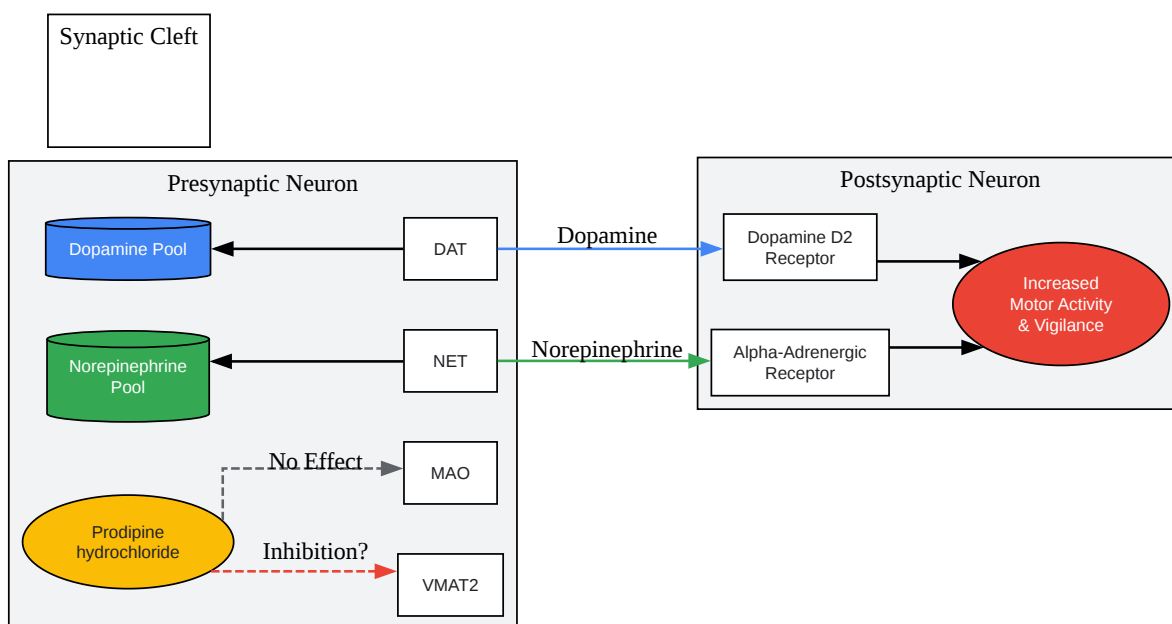 Synaptic Cleft
Presynaptic Neuron
Dopamine Pool
DAT
Dopamine
Norepinephrine
Pool
NET
Norepinephrine
No Effect
MAO
Prodipine
hydrochloride
Inhibition?
VMAT2
Postsynaptic Neuron
Dopamine D2
Receptor
Alpha-Adrenergic
Receptor
Increased
Motor Activity
& Vigilance